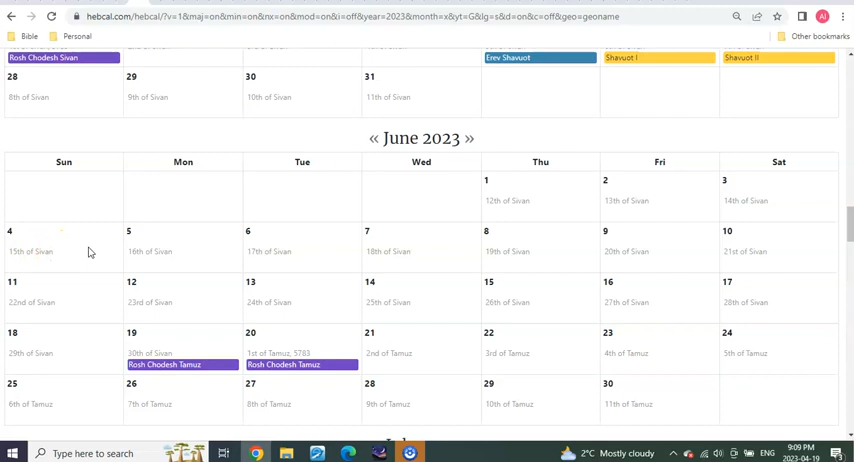 hebcal.com/hebcal/?v=1&maj=on&min=on&nx=on&mod=on&i=off&year=2023&month=x&yt=G&lg=s&d=on&c=off&geo=geoname
Bible Personal Other bookmarks
Rosh Chodesh Sivan Erev Shavuot Shavuot I Shavuot II
28 29 30 31
8th of Sivan 9th of Sivan 10th of Sivan 11th of Sivan
« June 2023 »
Sun Mon Tue Wed Thu Fri Sat
1 2 3
12th of Sivan 13th of Sivan 14th of Sivan
4 5 6 7 8 9 10
15th of Sivan 16th of Sivan 17th of Sivan 18th of Sivan 19th of Sivan 20th of Sivan 21st of Sivan
11 12 13 14 15 16 17
22nd of Sivan 23rd of Sivan 24th of Sivan 25th of Sivan 26th of Sivan 27th of Sivan 28th of Sivan
18 19 20 21 22 23 24
29th of Sivan 30th of Sivan 1st of Tamuz, 5783 2nd of Tamuz 3rd of Tamuz 4th of Tamuz 5th of Tamuz
Rosh Chodesh Tamuz Rosh Chodesh Tamuz
25 26 27 28 29 30
6th of Tamuz 7th of Tamuz 8th of Tamuz 9th of Tamuz 10th of Tamuz 11th of Tamuz
Type here to search 2°C Mostly cloudy ENG 9:09 PM
2023-04-19
AI
3